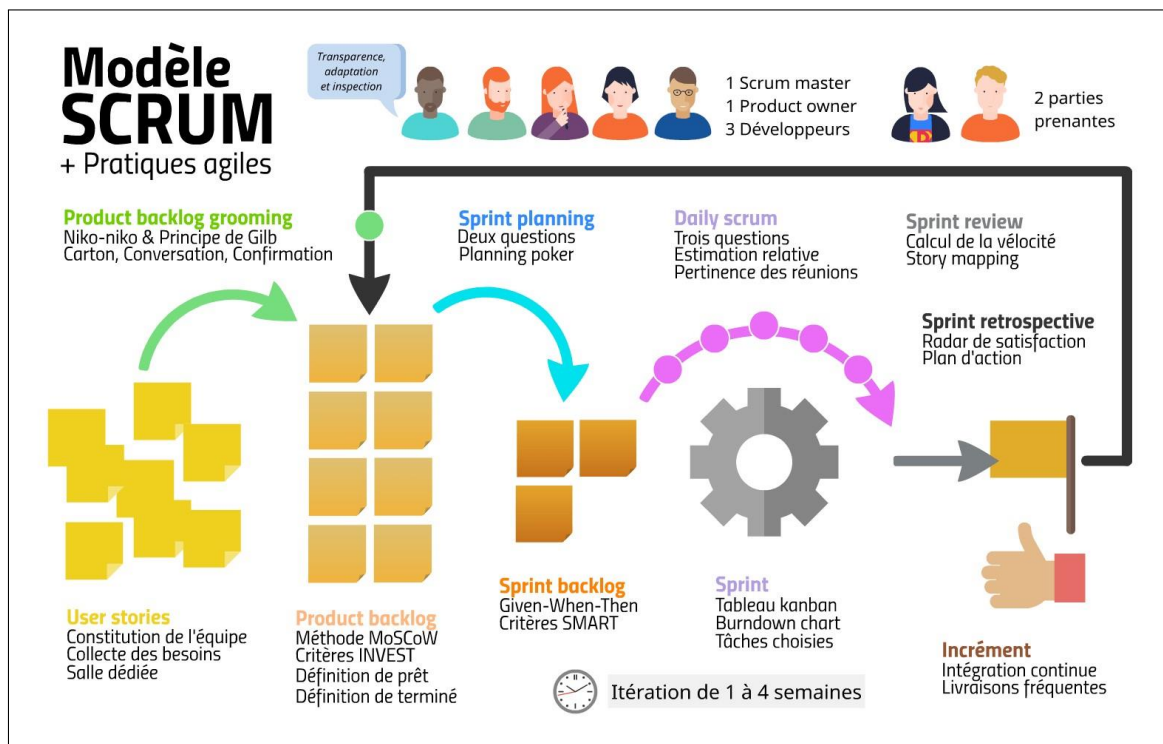 Modèle
SCRUM
+ Pratiques agiles
Transparence,
adaptation
et inspection
1 Scrum master
1 Product owner
3 Développeurs
2 parties
prenantes
Product backlog grooming
Niko-niko & Principe de Gilb
Carton, Conversation, Confirmation
Sprint planning
Deux questions
Planning poker
Daily scrum
Trois questions
Estimation relative
Pertinence des réunions
Sprint review
Calcul de la vélocité
Story mapping
Sprint retrospective
Radar de satisfaction
Plan d'action
User stories
Constitution de l'équipe
Collecte des besoins
Salle dédiée
Product backlog
Méthode MoSCoW
Critères INVEST
Définition de prêt
Définition de terminé
Sprint backlog
Given-When-Then
Critères SMART
Sprint
Tableau kanban
Burndown chart
Tâches choisies
Incrément
Intégration continue
Livraisons fréquentes
Itération de 1 à 4 semaines